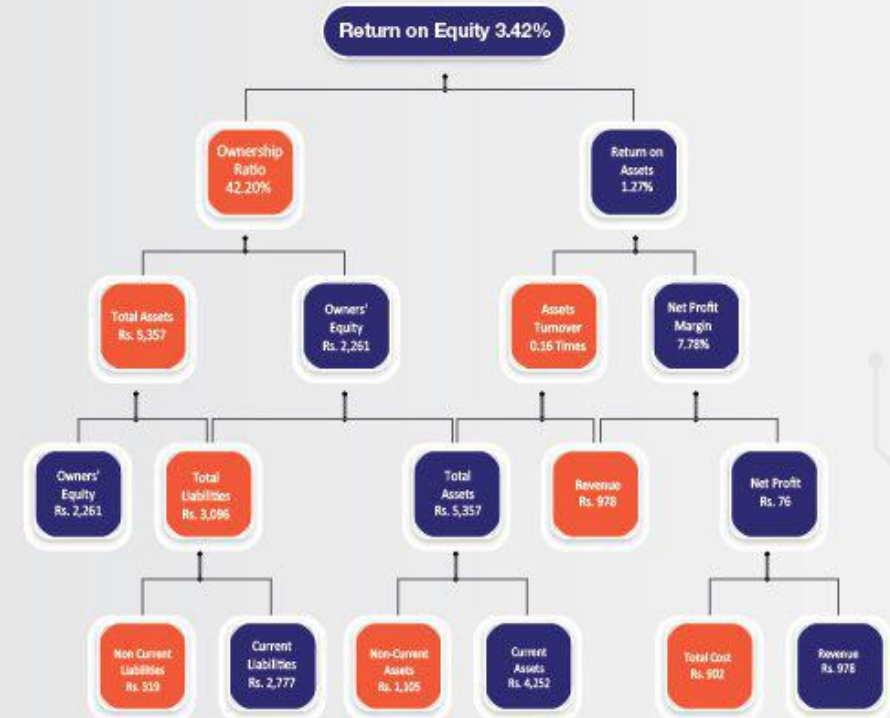 Return on Equity 3.42%
Ownership
Ratio
42.20%
Return on
Assets
1.27%
Total Assets
Rs. 5,357
Owners'
Equity
Rs. 2,261
Assets
Turnover
0.16 Times
Net Profit
Margin
7.78%
Owners'
Equity
Rs. 2,261
Total
Liabilities
Rs. 3,096
Total
Assets
Rs. 5,357
Revenue
Rs. 978
Net Profit
Rs. 76
Non Current
Liabilities
Rs. 319
Current
Liabilities
Rs. 2,777
Non-Current
Assets
Rs. 1,105
Current
Assets
Rs. 4,252
Total Cost
Rs. 902
Revenue
Rs. 978